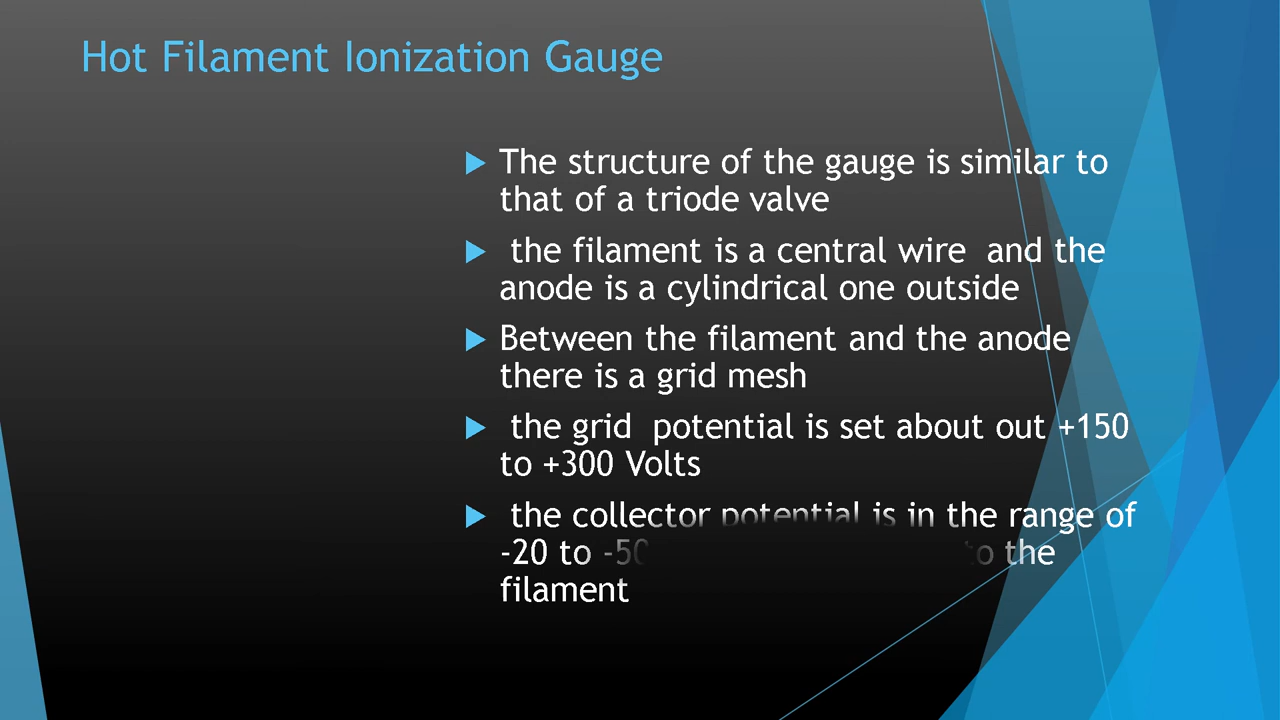 Hot Filament Ionization Gauge
The structure of the gauge is similar to
that of a triode valve
the filament is a central wire  and the
anode is a cylindrical one outside
Between the filament and the anode
there is a grid mesh
the grid  potential is set about out +150
to +300 Volts
the collector potential is in the range of
-20 to -50 to the
filament